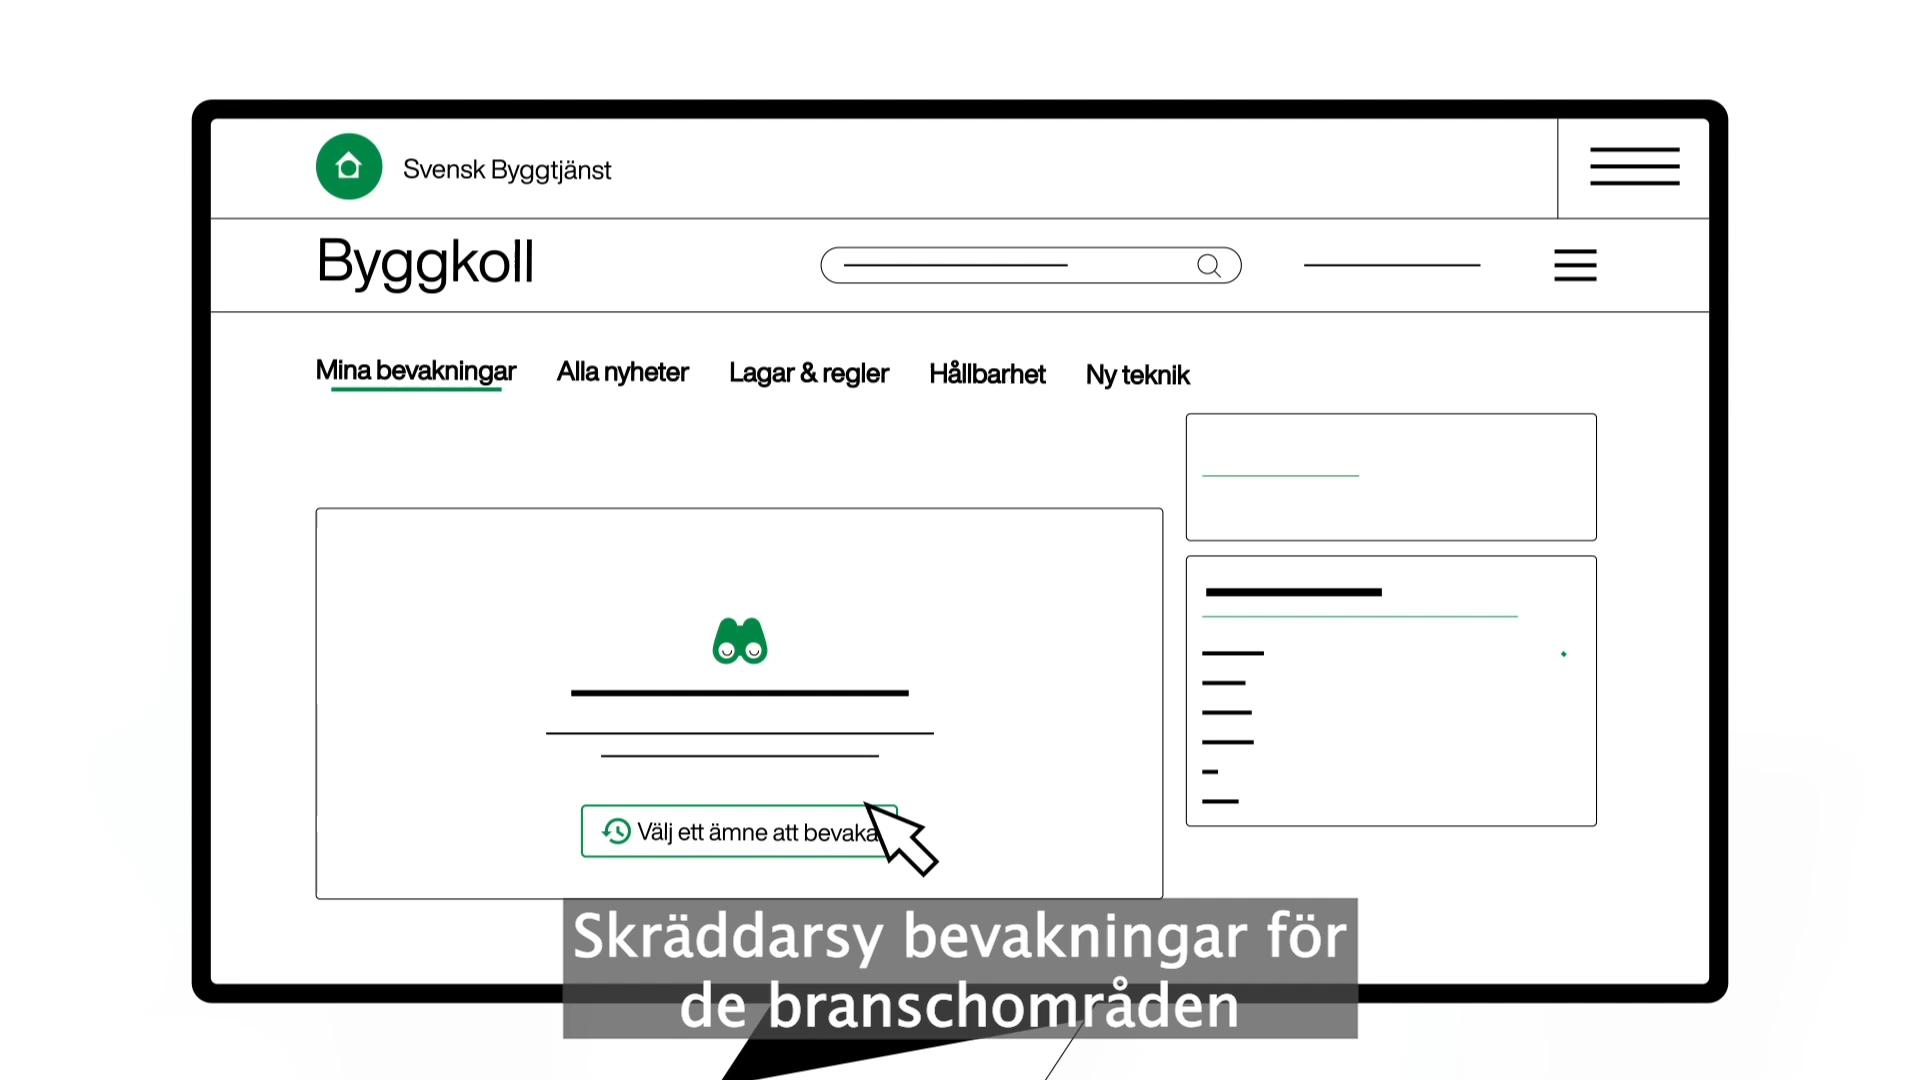 Svensk Byggtjänst
Byggkoll
Mina bevakningar Alla nyheter Lagar & regler Hållbarhet Ny teknik
Välj ett ämne att bevaka
Skräddarsy bevakningar för
de branschområden